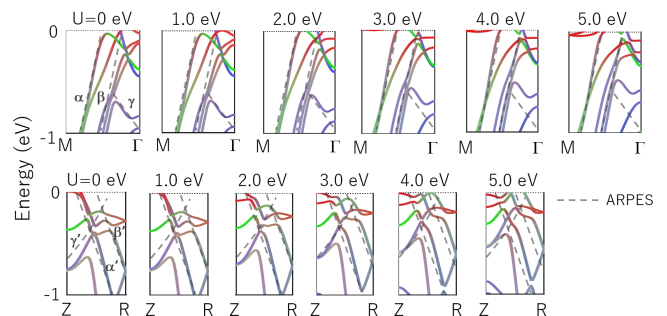 U=0 eV 1.0 eV 2.0 eV 3.0 eV 4.0 eV 5.0 eV
0
α β γ
-1
M Γ M Γ M Γ M Γ M Γ M Γ
Energy (eV)
U=0 eV 1.0 eV 2.0 eV 3.0 eV 4.0 eV 5.0 eV
0
γ′ β′
α′
-1
Z R Z R Z R Z R Z R Z R
ARPES